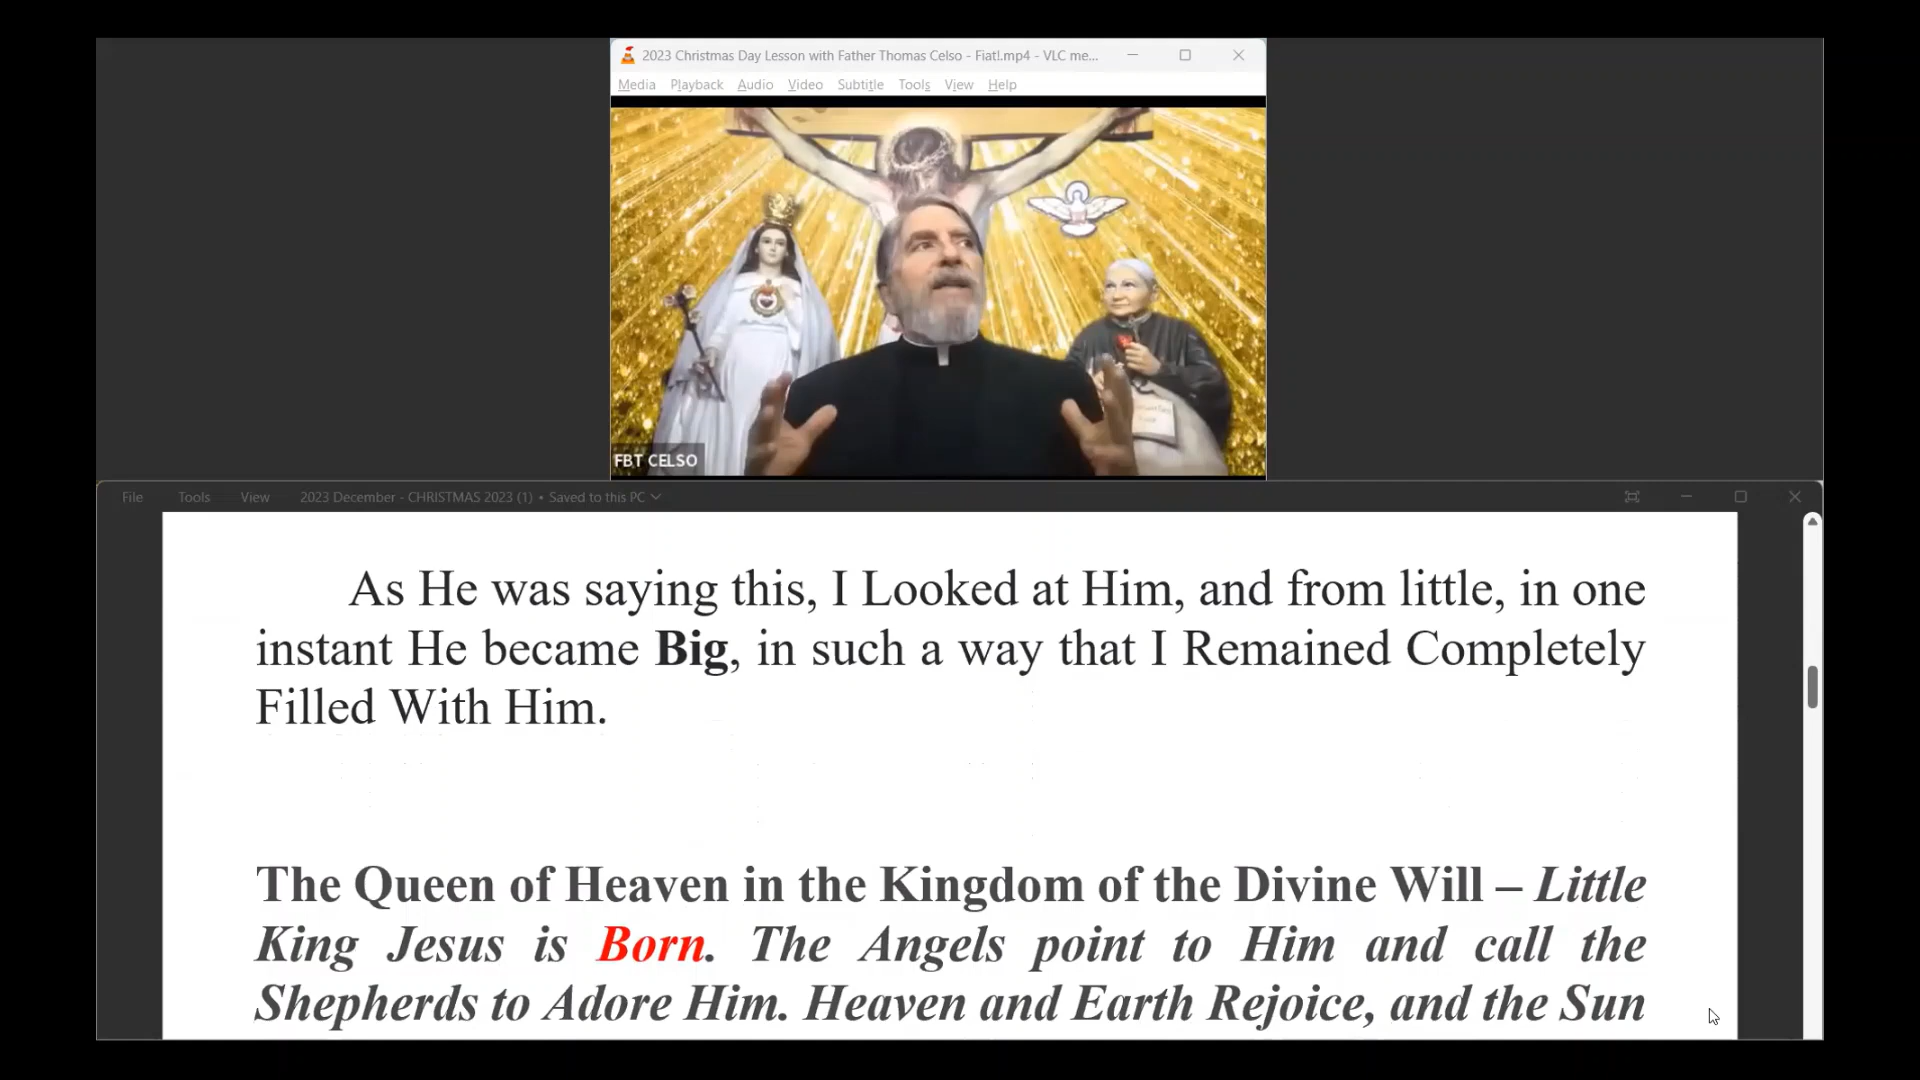 2023 Christmas Day Lesson with Father Thomas Celso - Fiat!.mp4 - VLC me...
Media Playback Audio Video Subtitle Tools View Help
FBT CELSO
File Tools View 2023 December - CHRISTMAS 2023 (1) • Saved to this PC
As He was saying this, I Looked at Him, and from little, in one
instant He became Big, in such a way that I Remained Completely
Filled With Him.
The Queen of Heaven in the Kingdom of the Divine Will – Little
King Jesus is Born. The Angels point to Him and call the
Shepherds to Adore Him. Heaven and Earth Rejoice, and the Sun